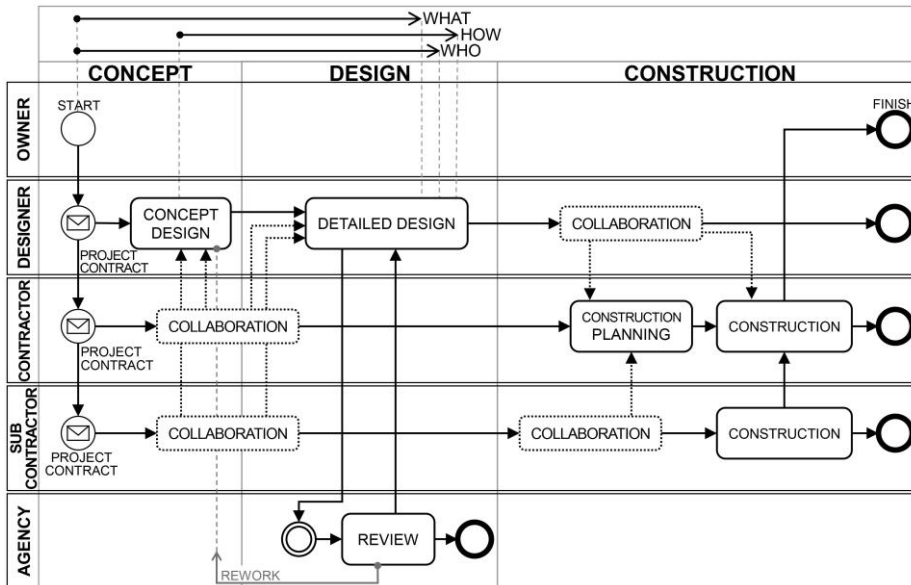 WHAT
HOW
WHO
CONCEPT
DESIGN
CONSTRUCTION
OWNER
START
FINISH
DESIGNER
CONCEPT
DESIGN
DETAILED DESIGN
COLLABORATION
PROJECT
CONTRACT
CONTRACTOR
COLLABORATION
CONSTRUCTION
PLANNING
CONSTRUCTION
PROJECT
CONTRACT
SUB
CONTRACTOR
COLLABORATION
COLLABORATION
CONSTRUCTION
PROJECT
CONTRACT
AGENCY
REVIEW
REWORK